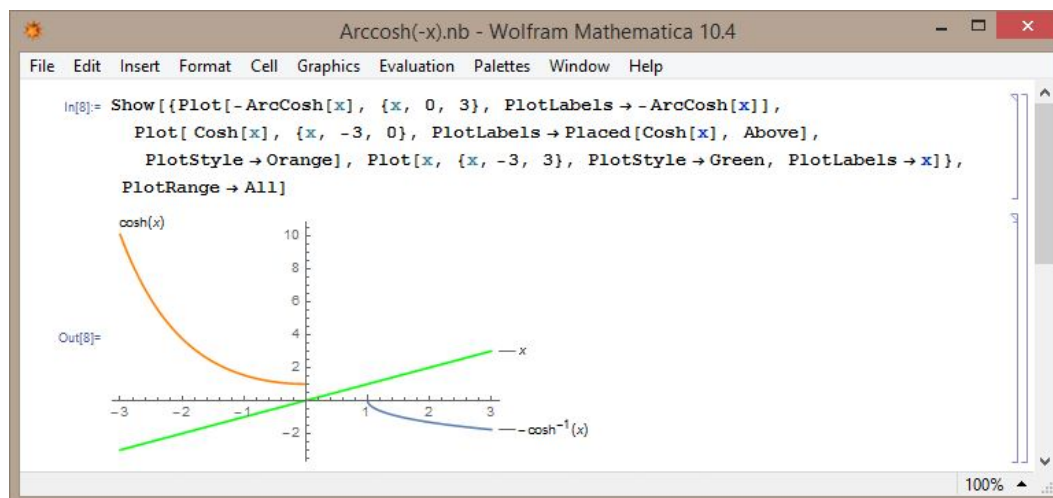 Arccosh(-x).nb - Wolfram Mathematica 10.4
File Edit Insert Format Cell Graphics Evaluation Palettes Window Help
In[8]:= Show[{Plot[-ArcCosh[x], {x, 0, 3}, PlotLabels → -ArcCosh[x]],
Plot[ Cosh[x], {x, -3, 0}, PlotLabels → Placed[Cosh[x], Above],
PlotStyle → Orange], Plot[x, {x, -3, 3}, PlotStyle → Green, PlotLabels → x]},
PlotRange → All]
cosh(x)
10
8
6
Out[8]=
4
x
2
-3 -2 -1 1 2 3
-cosh⁻¹(x)
-2
100%